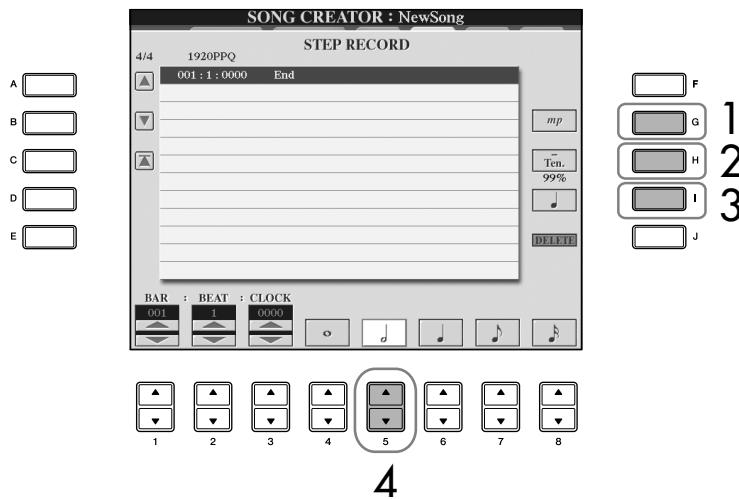 SONG CREATOR : NewSong
STEP RECORD
4/4 1920PPQ
001 : 1 : 0000 End
A
B
C
D
E
mp
Ten.
99%
DELETE
F
G
H
I
J
1
2
3
BAR : BEAT : CLOCK
001 1 0000
1 2 3 4 5 6 7 8
4